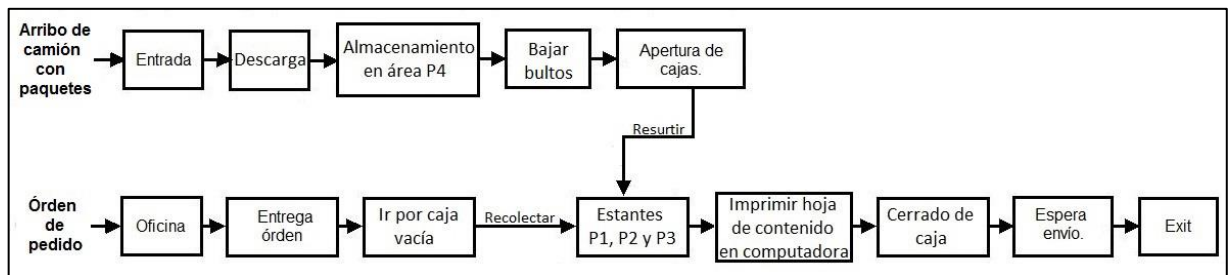 Arribo de
camión
con
paquetes
Entrada
Descarga
Almacenamiento
en área P4
Bajar
bultos
Apertura de
cajas.
Resurtir
Órden
de
pedido
Oficina
Entrega
órden
Ir por caja
vacía
Recolectar
Estantes
P1, P2 y P3
Imprimir hoja
de contenido
en computadora
Cerrado de
caja
Espera
envío.
Exit